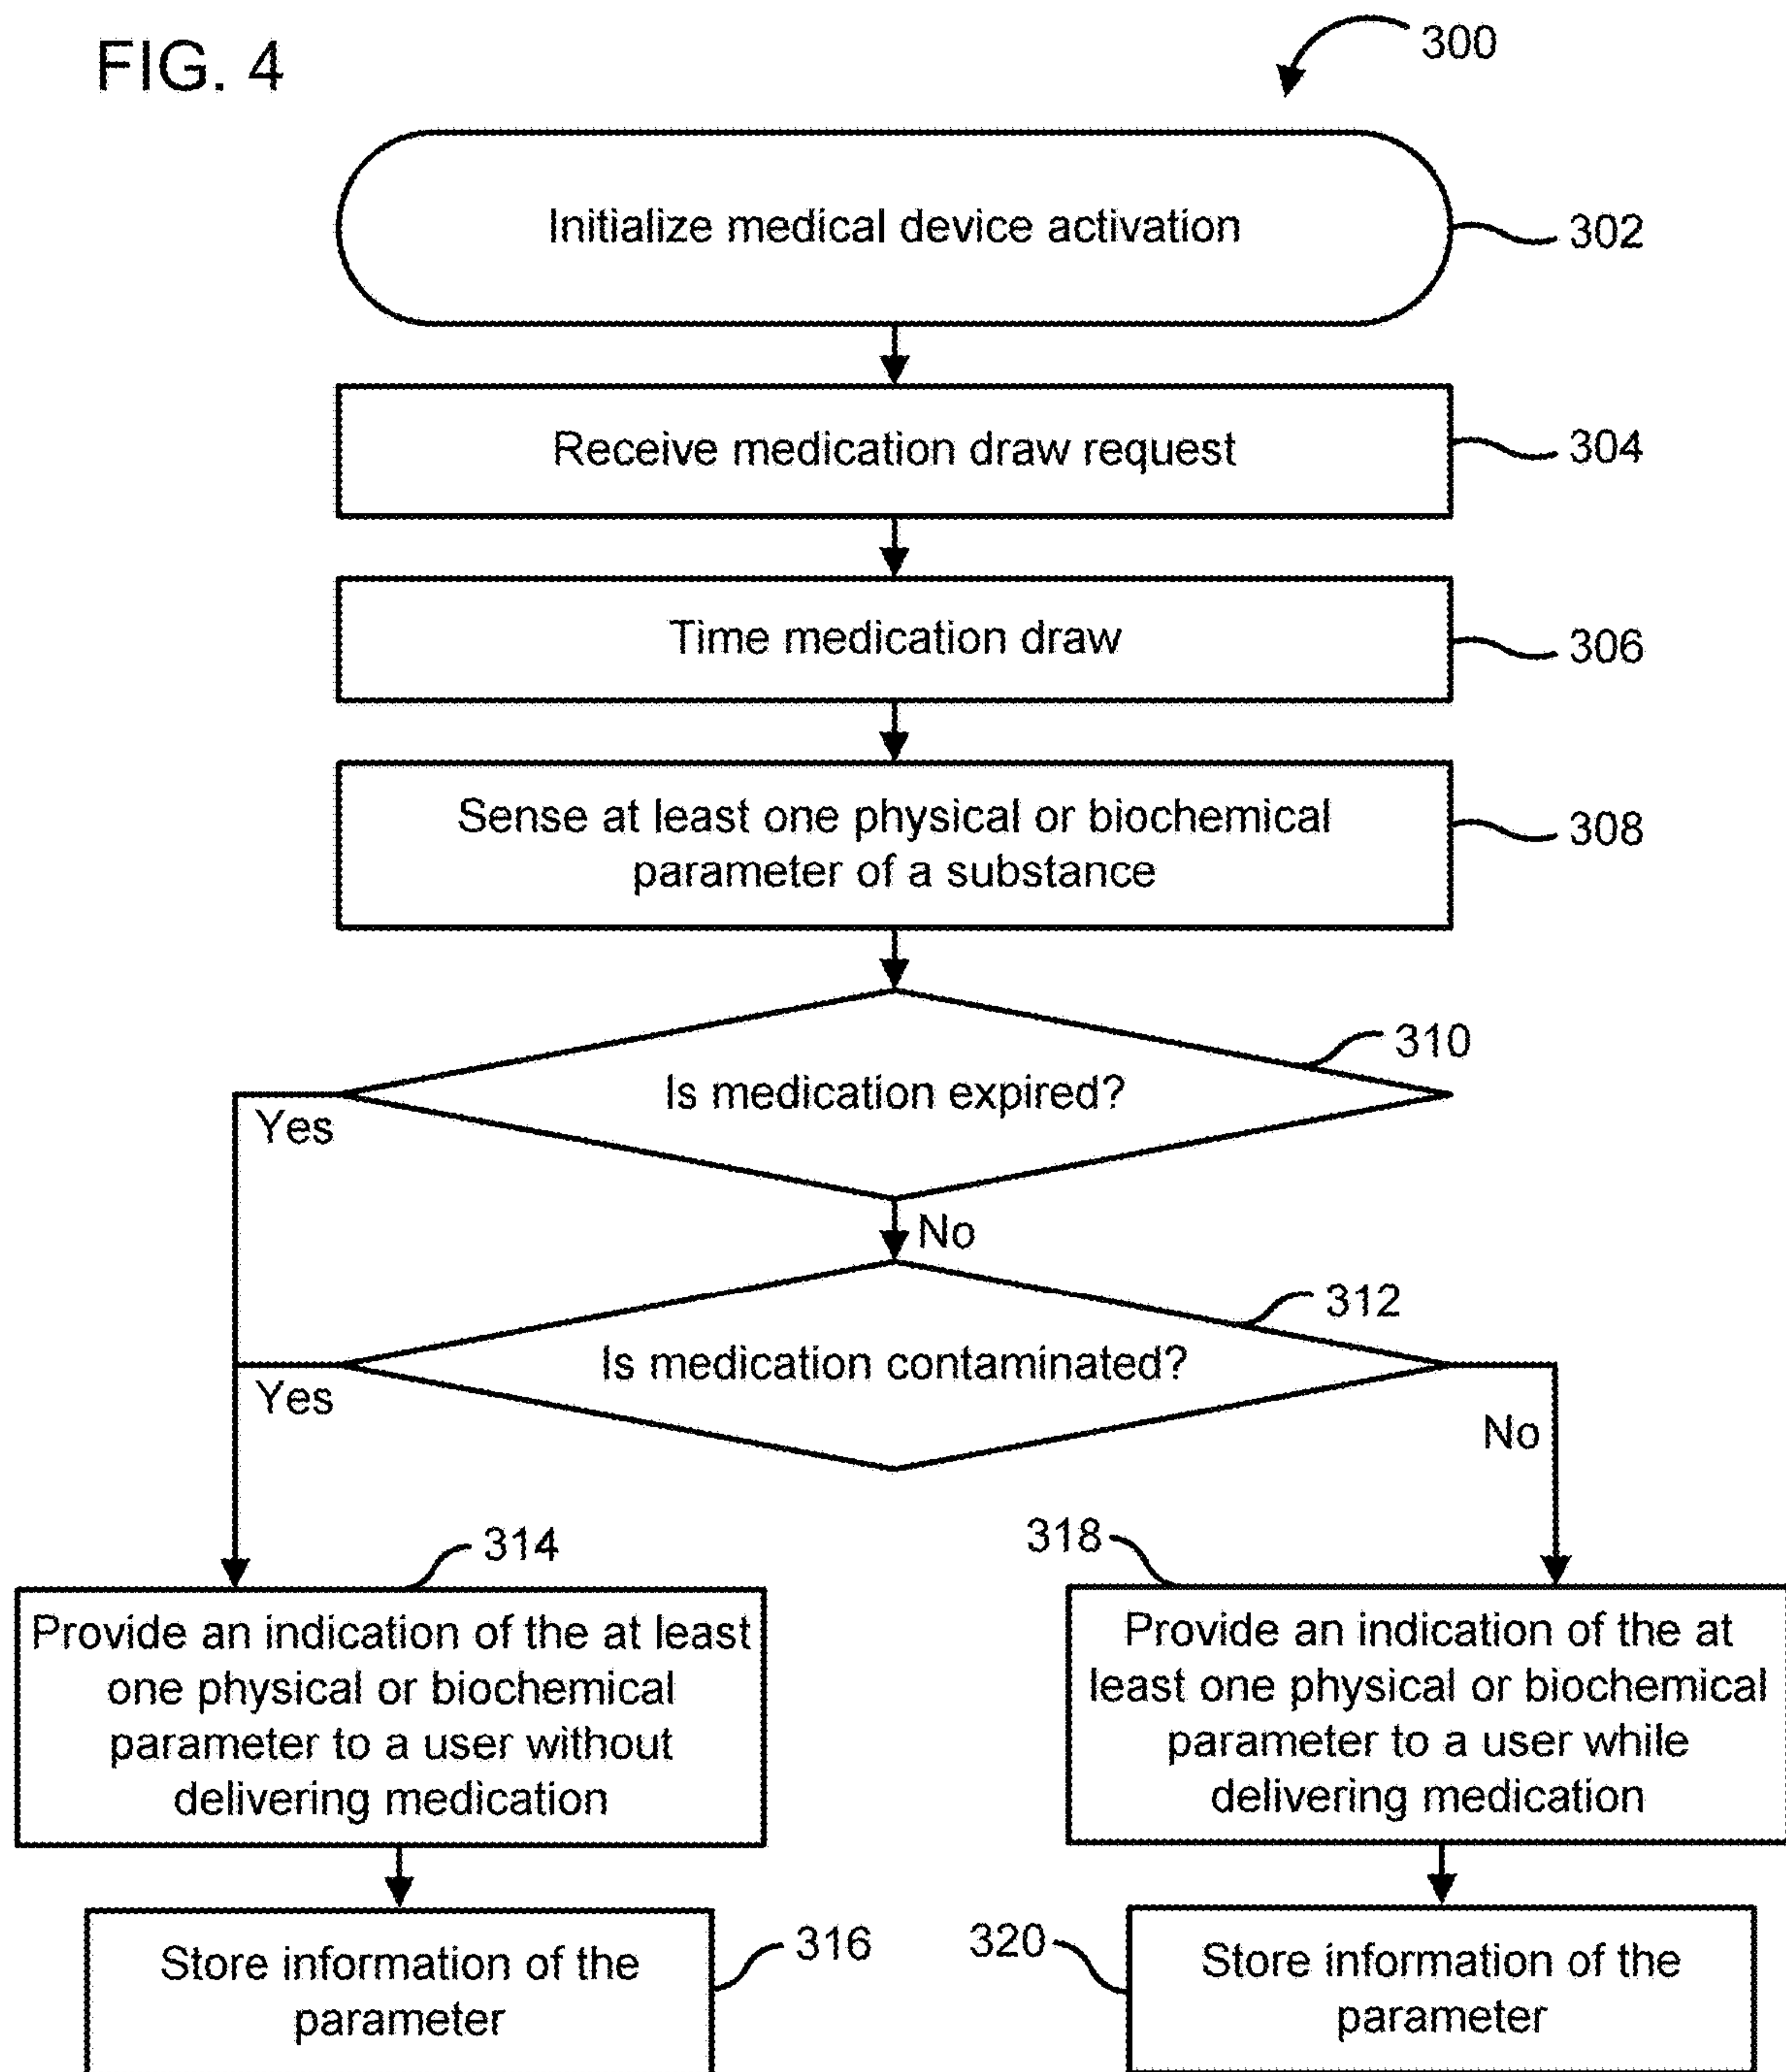 FIG. 4
300
Initialize medical device activation
302
Receive medication draw request
304
Time medication draw
306
Sense at least one physical or biochemical
parameter of a substance
308
310
Is medication expired?
Yes
No
312
Is medication contaminated?
Yes
No
314
318
Provide an indication of the at least
one physical or biochemical
parameter to a user without
delivering medication
Provide an indication of the at
least one physical or biochemical
parameter to a user while
delivering medication
Store information of the
parameter
316
320
Store information of the
parameter